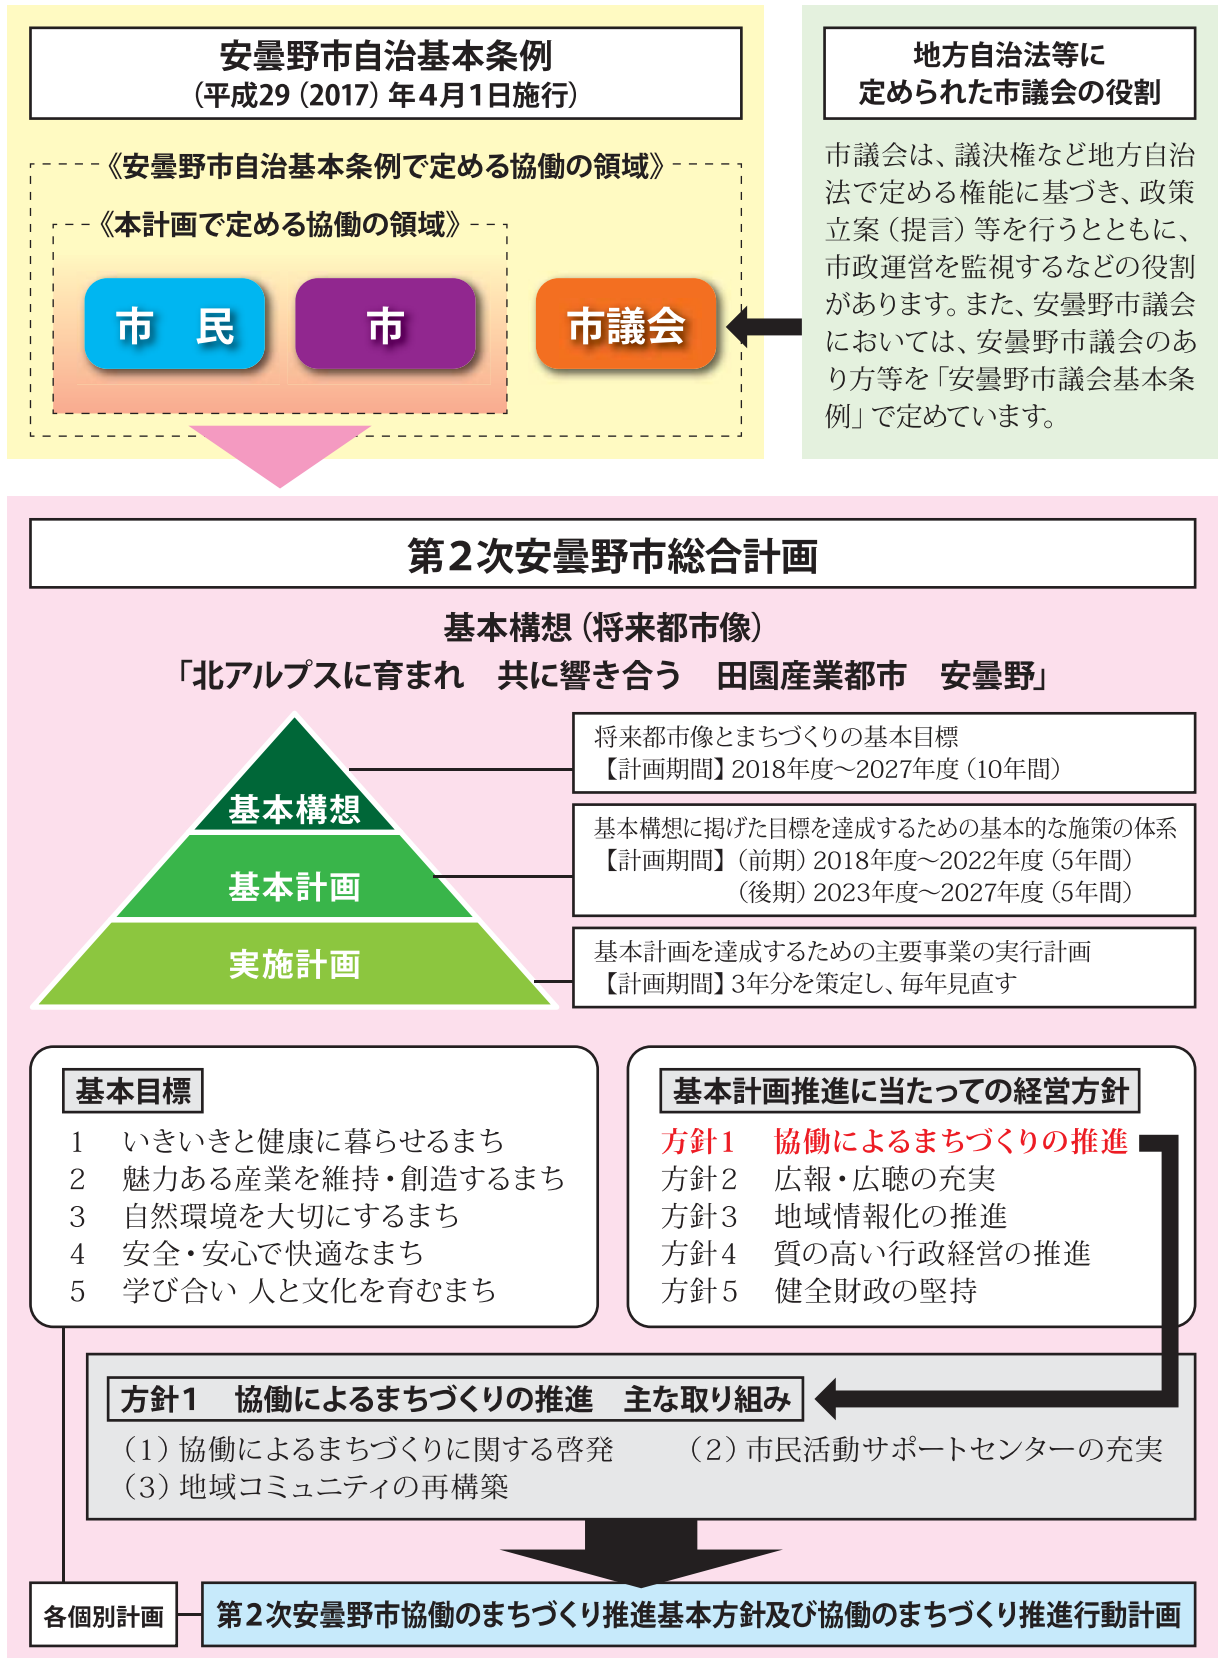 安曇野市自治基本条例
（平成29（2017）年４月１日施行）
《安曇野市自治基本条例で定める協働の領域》
《本計画で定める協働の領域》
市　民
市
市議会
地方自治法等に
定められた市議会の役割
市議会は、議決権など地方自治
法で定める権能に基づき、政策
立案（提言）等を行うとともに、
市政運営を監視するなどの役割
があります。また、安曇野市議会
においては、安曇野市議会のあ
り方等を「安曇野市議会基本条
例」で定めています。
第２次安曇野市総合計画
基本構想（将来都市像）
「北アルプスに育まれ　共に響き合う　田園産業都市　安曇野」
基本構想
将来都市像とまちづくりの基本目標
【計画期間】2018年度～2027年度（10年間）
基本計画
基本構想に掲げた目標を達成するための基本的な施策の体系
【計画期間】（前期）2018年度～2022年度（5年間）
（後期）2023年度～2027年度（5年間）
実施計画
基本計画を達成するための主要事業の実行計画
【計画期間】3年分を策定し、毎年見直す
基本目標
1　いきいきと健康に暮らせるまち
2　魅力ある産業を維持・創造するまち
3　自然環境を大切にするまち
4　安全・安心で快適なまち
5　学び合い 人と文化を育むまち
基本計画推進に当たっての経営方針
方針1　協働によるまちづくりの推進
方針2　広報・広聴の充実
方針3　地域情報化の推進
方針4　質の高い行政経営の推進
方針5　健全財政の堅持
方針1　協働によるまちづくりの推進　主な取り組み
（1）協働によるまちづくりに関する啓発　　（2）市民活動サポートセンターの充実
（3）地域コミュニティの再構築
各個別計画
第２次安曇野市協働のまちづくり推進基本方針及び協働のまちづくり推進行動計画